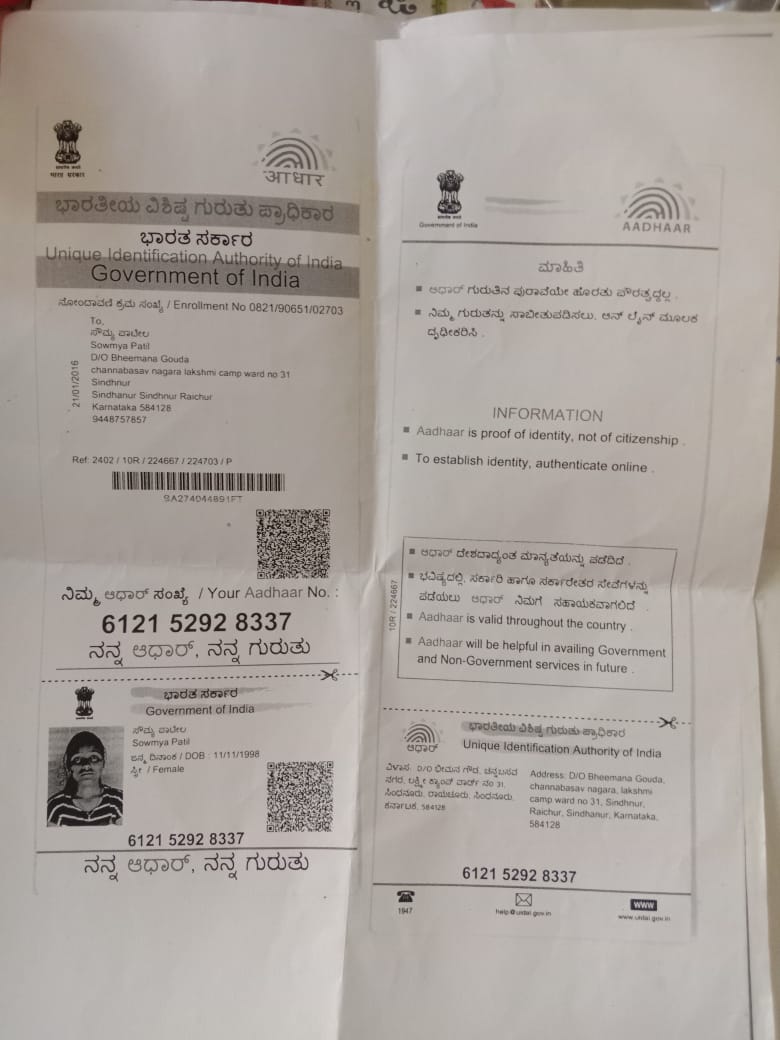 भारत सरकार
आधार
ಭಾರತೀಯ ವಿಶಿಷ್ಟ ಗುರುತು ಪ್ರಾಧಿಕಾರ
ಭಾರತ ಸರ್ಕಾರ
Unique Identification Authority of India
Government of India
ನೋಂದಾವಣೆ ಕ್ರಮ ಸಂಖ್ಯೆ / Enrollment No 0821/90651/02703
To,
ಸೌಮ್ಯ ಪಾಟೀಲ
Sowmya Patil
D/O Bheemana Gouda
channabasav nagara lakshmi camp ward no 31
Sindhnur
Sindhanur Sindhnur Raichur
Karnataka 584128
9448757857
21/01/2016
Ref: 2402 / 10R / 224667 / 224703 / P
SA274044891FT
ನಿಮ್ಮ ಆಧಾರ್ ಸಂಖ್ಯೆ / Your Aadhaar No. :
6121 5292 8337
ನನ್ನ ಆಧಾರ್, ನನ್ನ ಗುರುತು
ಭಾರತ ಸರ್ಕಾರ
Government of India
ಸೌಮ್ಯ ಪಾಟೀಲ
Sowmya Patil
ಜನ್ಮ ದಿನಾಂಕ / DOB : 11/11/1998
ಸ್ತ್ರೀ / Female
6121 5292 8337
ನನ್ನ ಆಧಾರ್, ನನ್ನ ಗುರುತು
Government of India
AADHAAR
ಮಾಹಿತಿ
ಆಧಾರ್ ಗುರುತಿನ ಪುರಾವೆಯೇ ಹೊರತು ಪೌರತ್ವದ್ದಲ್ಲ .
ನಿಮ್ಮ ಗುರುತನ್ನು ಸಾಬೀತುಪಡಿಸಲು, ಆನ್ ಲೈನ್ ಮೂಲಕ
ದೃಢೀಕರಿಸಿ .
INFORMATION
Aadhaar is proof of identity, not of citizenship .
To establish identity, authenticate online .
ಆಧಾರ್ ದೇಶದಾದ್ಯಂತ ಮಾನ್ಯತೆಯನ್ನು ಪಡೆದಿದೆ .
ಭವಿಷ್ಯದಲ್ಲಿ, ಸರ್ಕಾರಿ ಹಾಗೂ ಸರ್ಕಾರೇತರ ಸೇವೆಗಳನ್ನು
ಪಡೆಯಲು ಆಧಾರ್ ನಿಮಗೆ ಸಹಾಯಕವಾಗಲಿದೆ .
Aadhaar is valid throughout the country .
Aadhaar will be helpful in availing Government
and Non-Government services in future .
10R / 224667
ಆಧಾರ್
ಭಾರತೀಯ ವಿಶಿಷ್ಟ ಗುರುತು ಪ್ರಾಧಿಕಾರ
Unique Identification Authority of India
ವಿಳಾಸ: D/O ಭೀಮನ ಗೌಡ, ಚನ್ನಬಸವ
ನಗರ, ಲಕ್ಷ್ಮೀ ಕ್ಯಾಂಪ್ ವಾರ್ಡ್ ನಂ 31,
ಸಿಂಧನೂರು, ರಾಯಚೂರು, ಸಿಂಧನೂರು,
ಕರ್ನಾಟಕ, 584128
Address: D/O Bheemana Gouda,
channabasav nagara, lakshmi
camp ward no 31, Sindhnur,
Raichur, Sindhanur, Karnataka,
584128
6121 5292 8337
1947
help@uidai.gov.in
WWW
www.uidai.gov.in